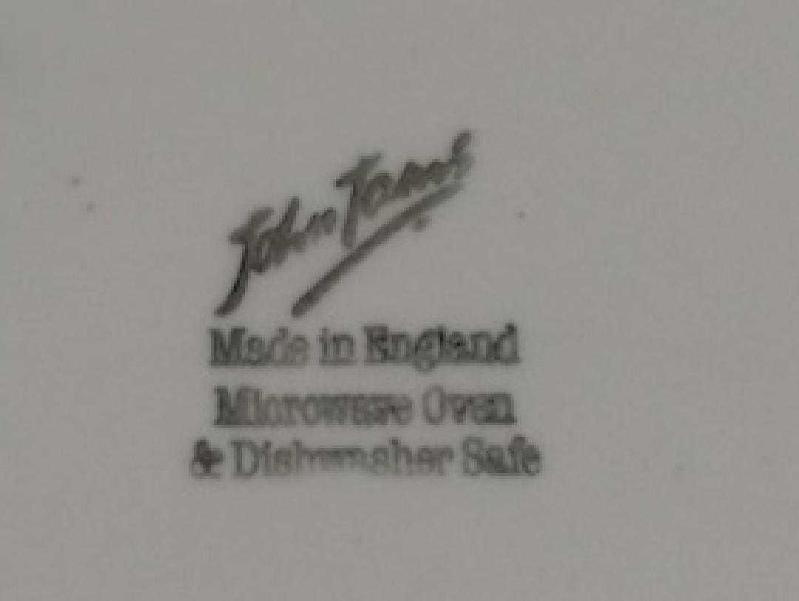 John Tams
Made in England
Microwave Oven
& Dishwasher Safe